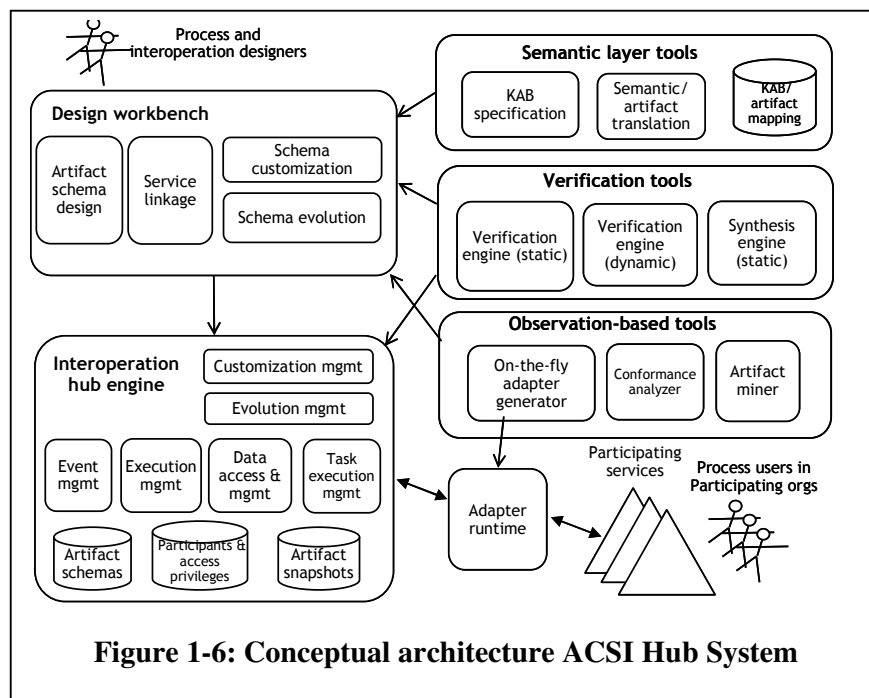 Process and
interoperation designers
Semantic layer tools
KAB
specification
Semantic/
artifact
translation
KAB/
artifact
mapping
Design workbench
Artifact
schema
design
Service
linkage
Schema
customization
Schema evolution
Verification tools
Verification
engine (static)
Verification
engine
(dynamic)
Synthesis
engine
(static)
Observation-based tools
On-the-fly
adapter
generator
Conformance
analyzer
Artifact
miner
Interoperation
hub engine
Customization mgmt
Evolution mgmt
Event
mgmt
Execution
mgmt
Data
access &
mgmt
Task
execution
mgmt
Artifact
schemas
Participants &
access
privileges
Artifact
snapshots
Adapter
runtime
Participating
services
Process users in
Participating orgs
Figure 1-6: Conceptual architecture ACSI Hub System